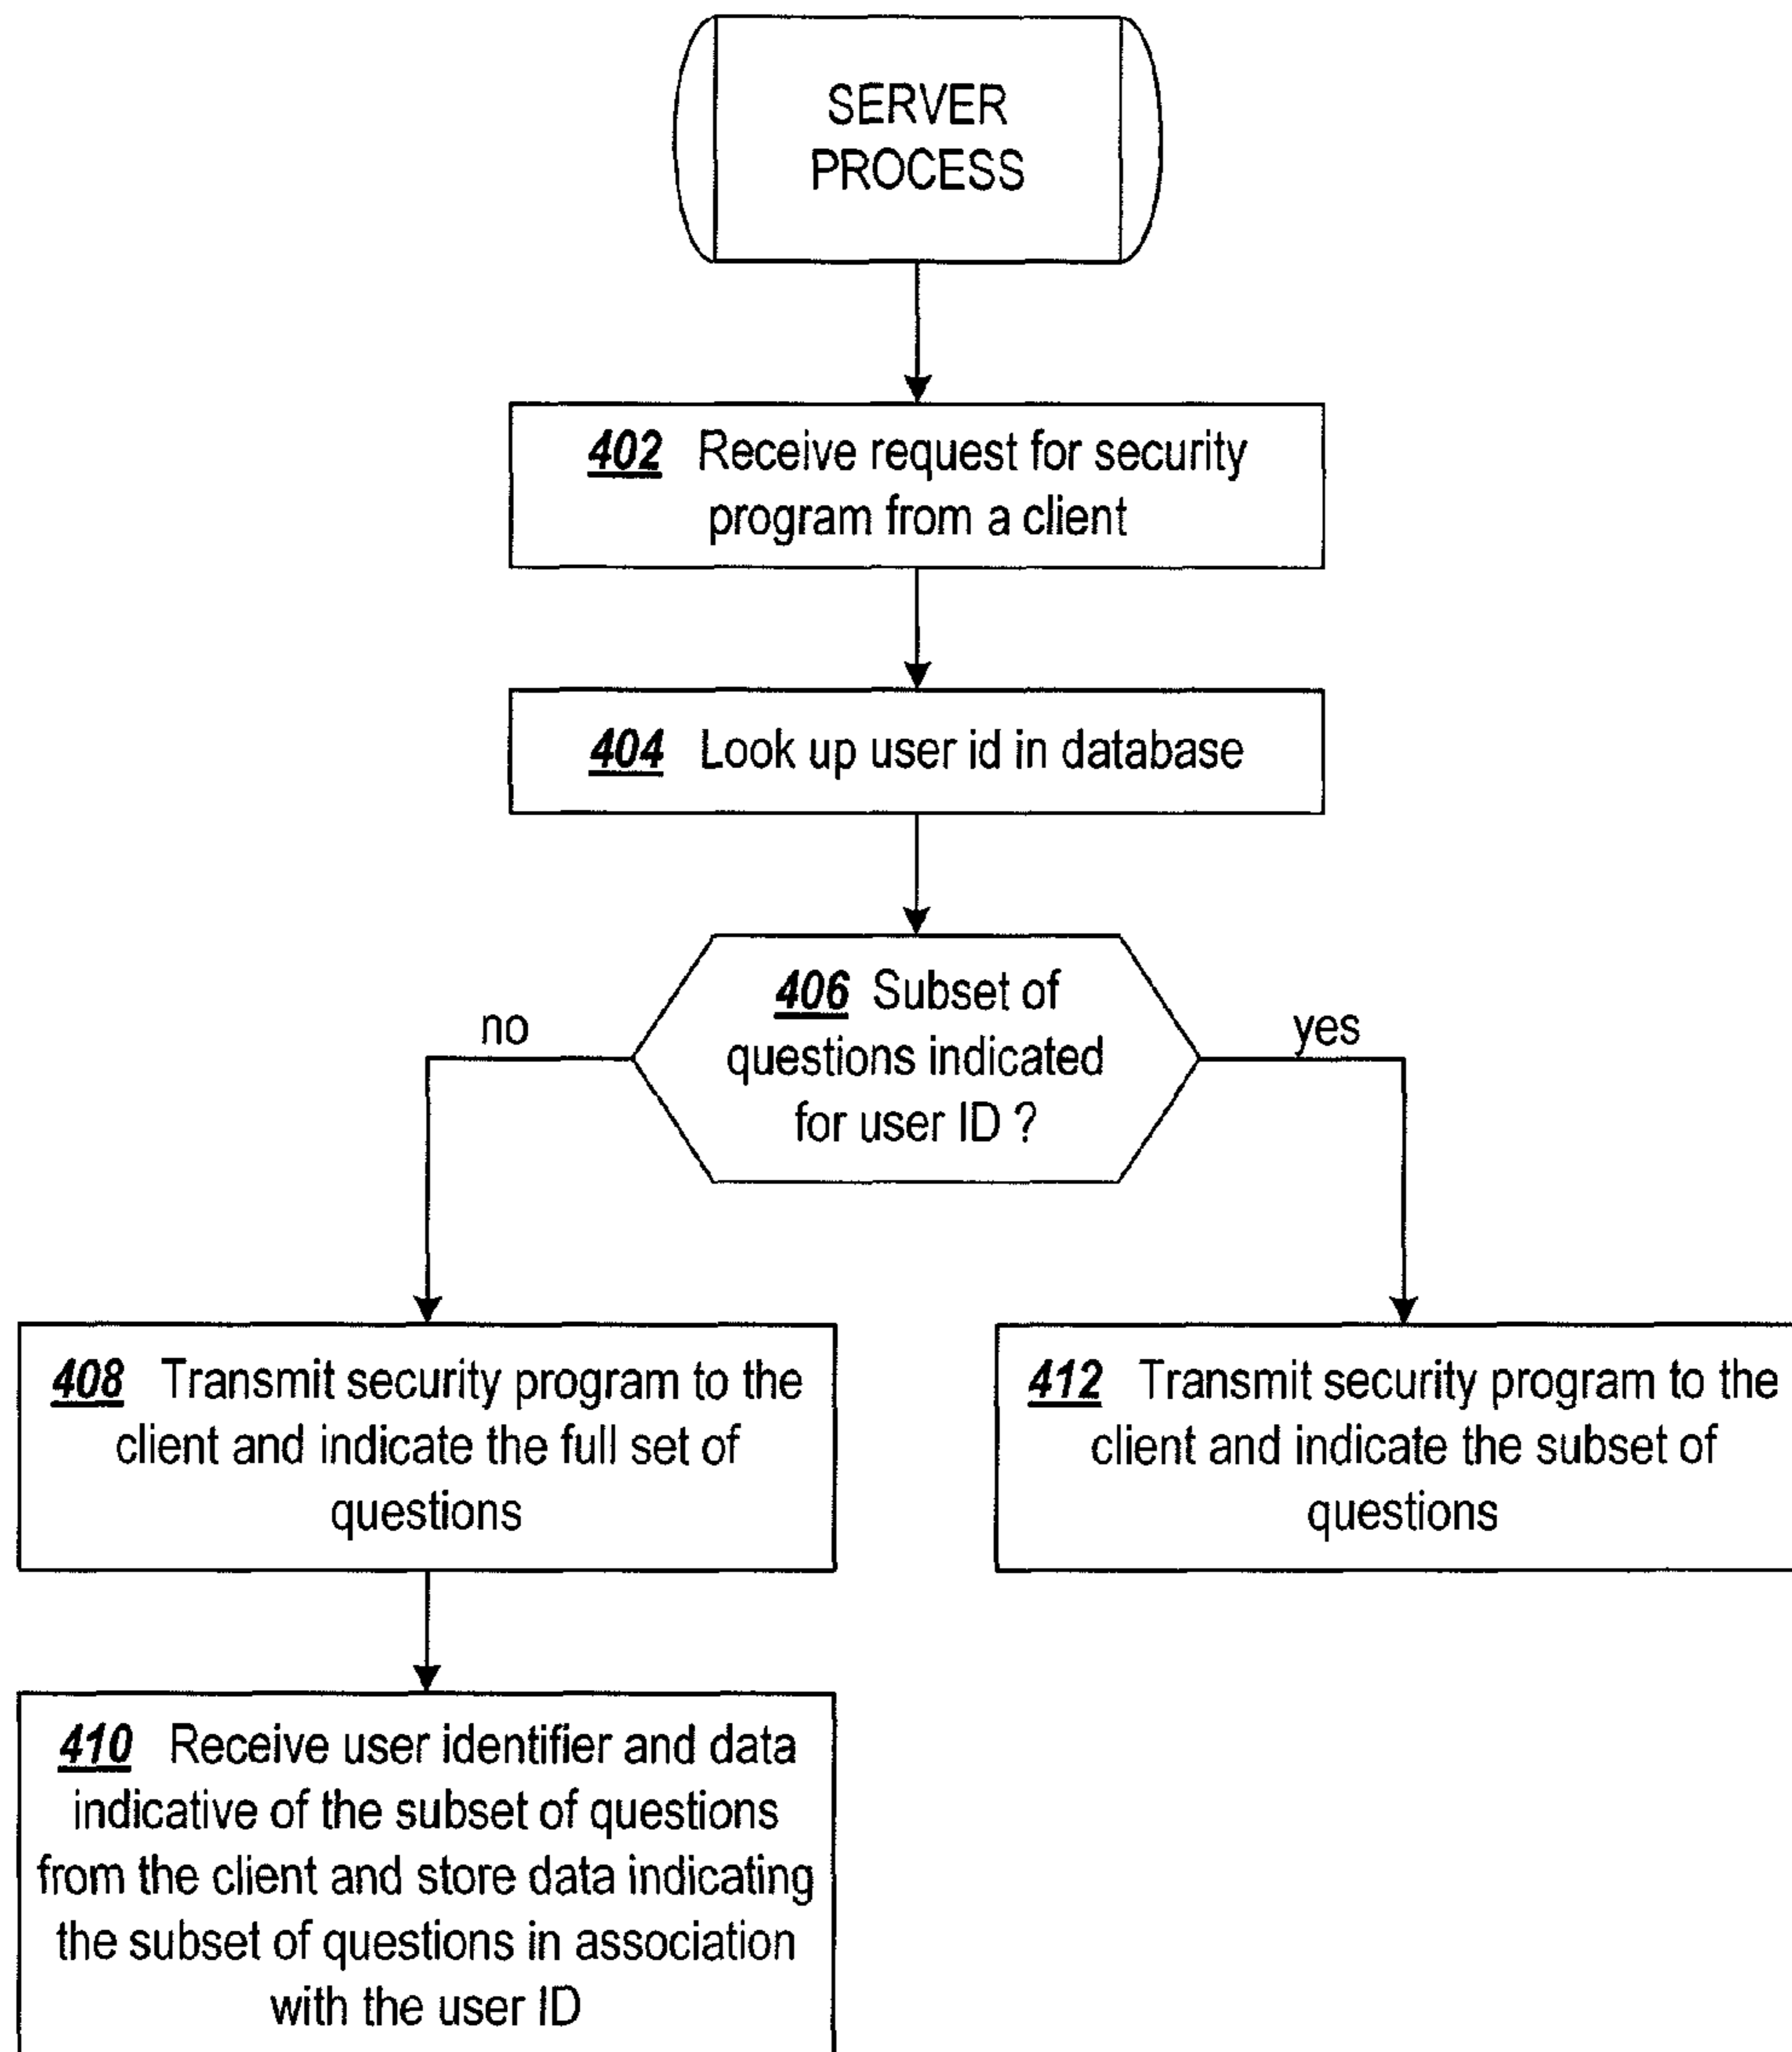 SERVER
PROCESS
402 Receive request for security
program from a client
404 Look up user id in database
406 Subset of
questions indicated
for user ID ?
no
yes
408 Transmit security program to the
client and indicate the full set of
questions
412 Transmit security program to the
client and indicate the subset of
questions
410 Receive user identifier and data
indicative of the subset of questions
from the client and store data indicating
the subset of questions in association
with the user ID